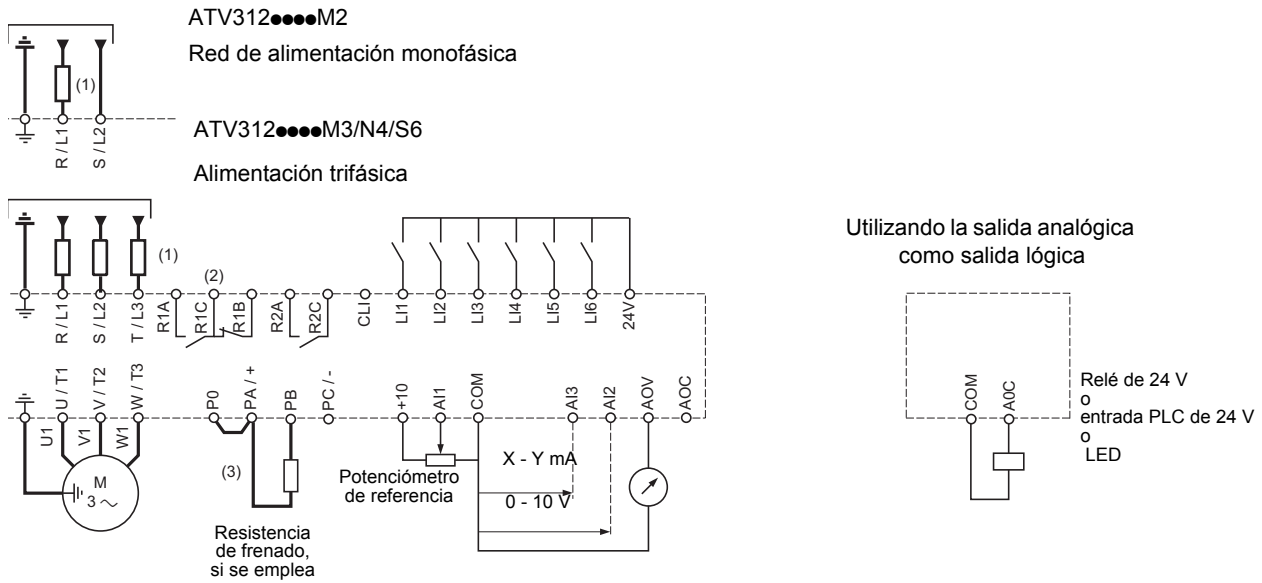 ATV312●●●●M2
Red de alimentación monofásica
(1)
R / L1
S / L2
ATV312●●●●M3/N4/S6
Alimentación trifásica
(1)
(2)
R / L1
S / L2
T / L3
R1A
R1C
R1B
R2A
R2C
CLI
LI1
LI2
LI3
LI4
LI5
LI6
24V
U / T1
V / T2
W / T3
P0
PA / +
PB
PC / -
+10
AI1
COM
AI3
AI2
AOV
AOC
U1
V1
W1
M
3 ~
(3)
Resistencia
de frenado,
si se emplea
Potenciómetro
de referencia
X - Y mA
0 - 10 V
Utilizando la salida analógica
como salida lógica
COM
A0C
Relé de 24 V
o
entrada PLC de 24 V
o
LED